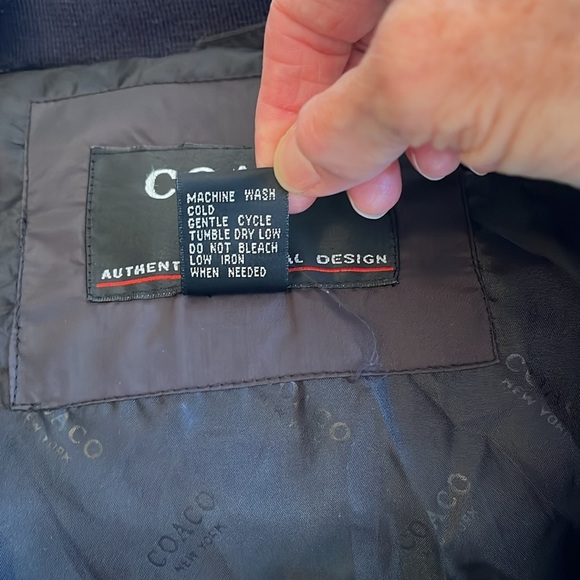 MACHINE WASH
COLD
GENTLE CYCLE
TUMBLE DRY LOW
DO NOT BLEACH
LOW IRON
WHEN NEEDED
DESIGN
COACO
NEW YORK
COACO
NEW YORK
COACO
NEW YORK